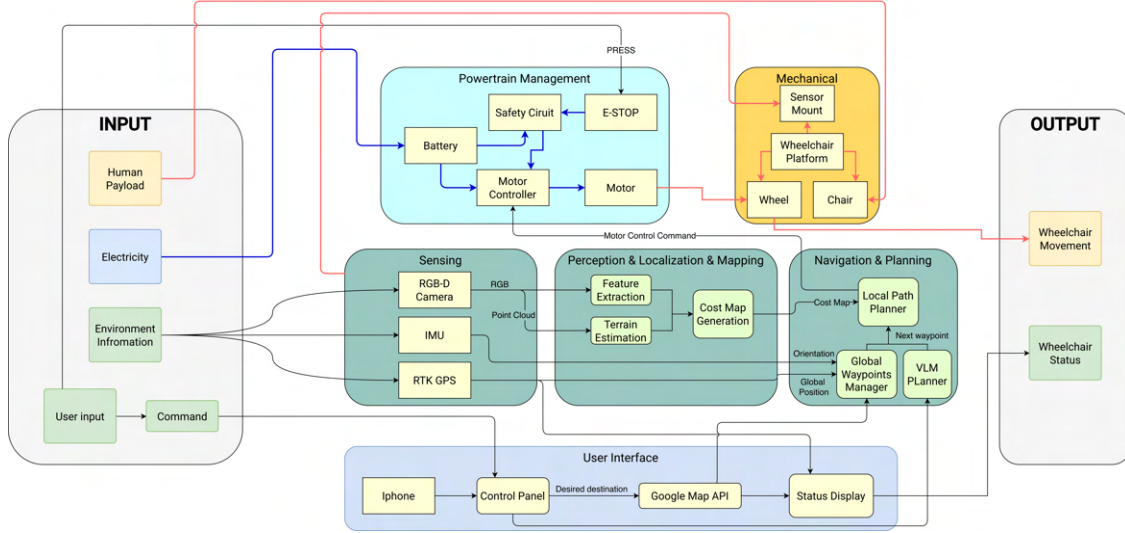 PRESS
Powertrain Management
Safety Ciruit
E-STOP
Battery
Motor
Controller
Motor
Mechanical
Sensor
Mount
Wheelchair
Platform
Wheel
Chair
INPUT
Human
Payload
Electricity
Environment
Infromation
User input
Command
OUTPUT
Wheelchair
Movement
Wheelchair
Status
Motor Control Command
Sensing
RGB-D
Camera
IMU
RTK GPS
RGB
Point Cloud
Perception & Localization & Mapping
Feature
Extraction
Terrain
Estimation
Cost Map
Generation
Navigation & Planning
Cost Map
Local Path
Planner
Next waypoint
Orientation
Global
Position
Global
Waypoints
Manager
VLM
PLanner
User Interface
Iphone
Control Panel
Desired destination
Google Map API
Status Display